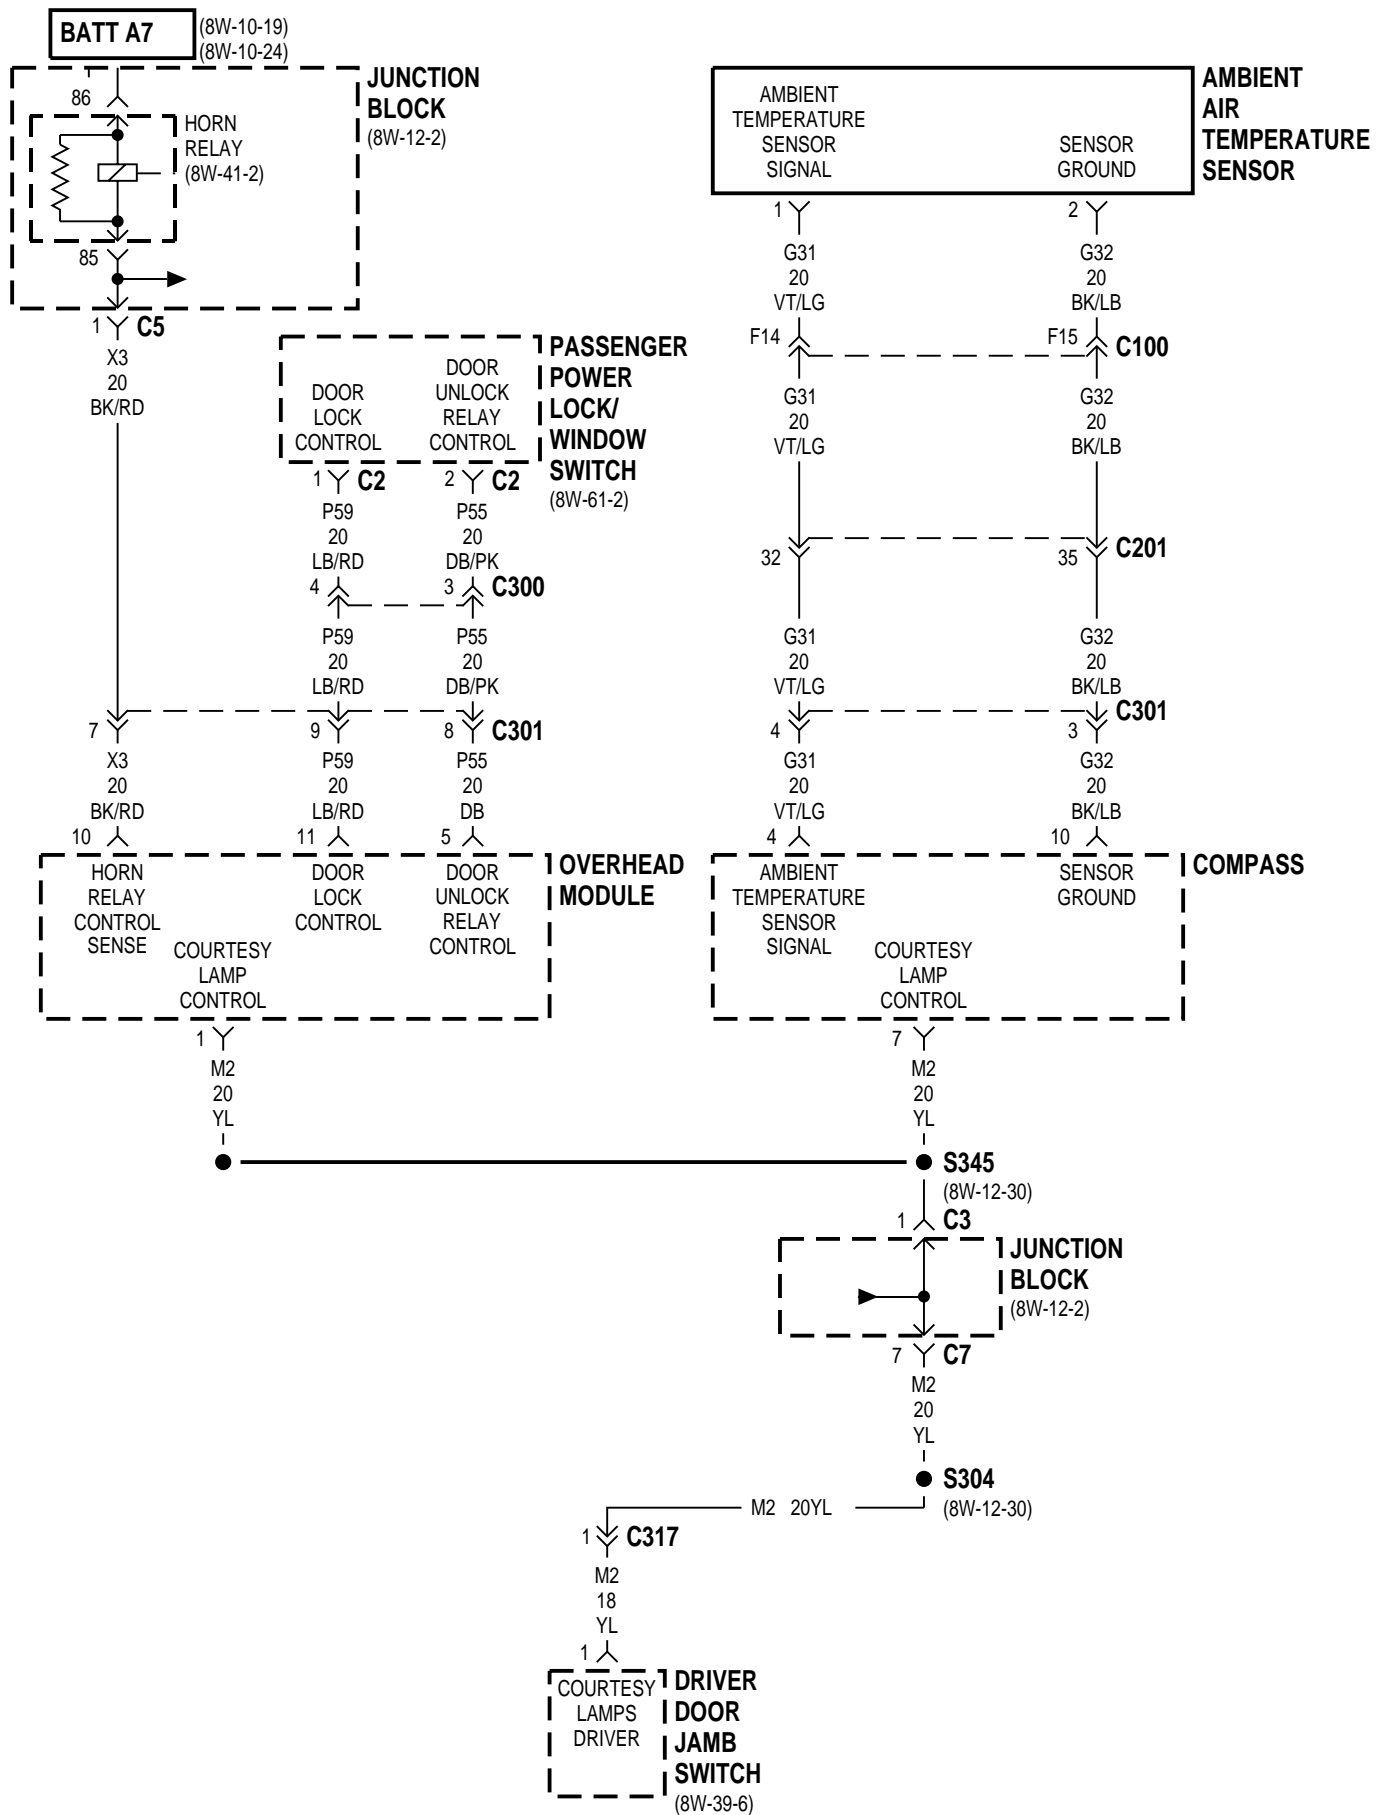 BATT A7
(8W-10-19)
(8W-10-24)
JUNCTION
BLOCK
(8W-12-2)
86
HORN
RELAY
(8W-41-2)
85
1
C5
X3
20
BK/RD
AMBIENT
TEMPERATURE
SENSOR
SIGNAL
SENSOR
GROUND
AMBIENT
AIR
TEMPERATURE
SENSOR
1
2
G31
20
VT/LG
G32
20
BK/LB
F14
F15
C100
G31
20
VT/LG
G32
20
BK/LB
DOOR
LOCK
CONTROL
DOOR
UNLOCK
RELAY
CONTROL
PASSENGER
POWER
LOCK/
WINDOW
SWITCH
(8W-61-2)
1
C2
2
C2
P59
20
LB/RD
P55
20
DB/PK
4
3
C300
32
35
C201
P59
20
LB/RD
P55
20
DB/PK
G31
20
VT/LG
G32
20
BK/LB
7
9
8
C301
4
3
C301
X3
20
BK/RD
P59
20
LB/RD
P55
20
DB
G31
20
VT/LG
G32
20
BK/LB
10
11
5
4
10
HORN
RELAY
CONTROL
SENSE
COURTESY
LAMP
CONTROL
DOOR
LOCK
CONTROL
DOOR
UNLOCK
RELAY
CONTROL
OVERHEAD
MODULE
AMBIENT
TEMPERATURE
SENSOR
SIGNAL
COURTESY
LAMP
CONTROL
SENSOR
GROUND
COMPASS
1
M2
20
YL
7
M2
20
YL
S345
(8W-12-30)
1
C3
JUNCTION
BLOCK
(8W-12-2)
7
C7
M2
20
YL
S304
(8W-12-30)
M2 20YL
1
C317
M2
18
YL
1
COURTESY
LAMPS
DRIVER
DRIVER
DOOR
JAMB
SWITCH
(8W-39-6)